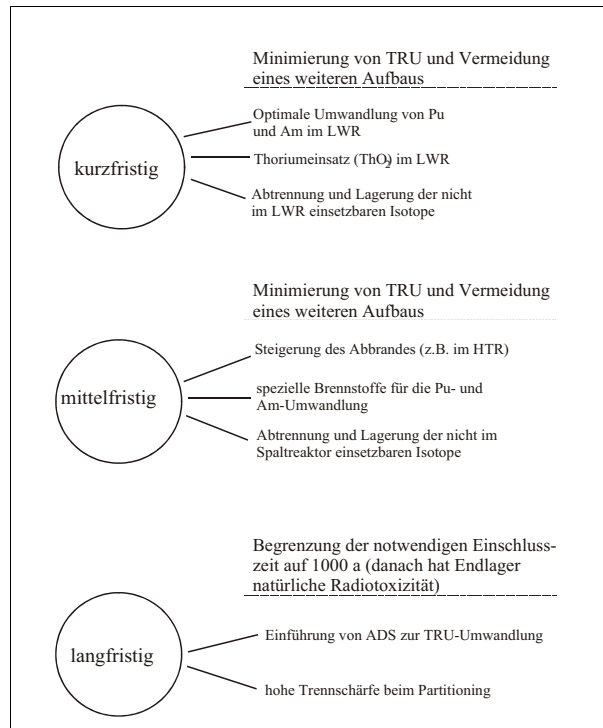 Minimierung von TRU und Vermeidung
eines weiteren Aufbaus
kurzfristig
Optimale Umwandlung von Pu
und Am im LWR
Thoriumeinsatz (ThO2) im LWR
Abtrennung und Lagerung der nicht
im LWR einsetzbaren Isotope
Minimierung von TRU und Vermeidung
eines weiteren Aufbaus
mittelfristig
Steigerung des Abbrandes (z.B. im HTR)
spezielle Brennstoffe für die Pu- und
Am-Umwandlung
Abtrennung und Lagerung der nicht im
Spaltreaktor einsetzbaren Isotope
Begrenzung der notwendigen Einschluss-
zeit auf 1000 a (danach hat Endlager
natürliche Radiotoxizität)
langfristig
Einführung von ADS zur TRU-Umwandlung
hohe Trennschärfe beim Partitioning